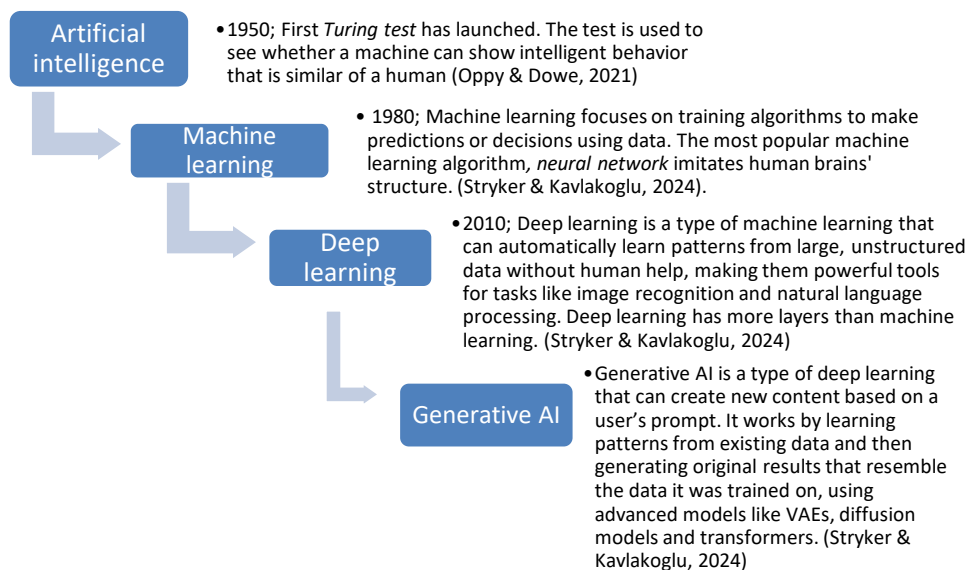 Artificial
intelligence
•1950; First Turing test has launched. The test is used to
see whether a machine can show intelligent behavior
that is similar of a human (Oppy & Dowe, 2021)
Machine
learning
• 1980; Machine learning focuses on training algorithms to make
predictions or decisions using data. The most popular machine
learning algorithm, neural network imitates human brains'
structure. (Stryker & Kavlakoglu, 2024).
Deep
learning
•2010; Deep learning is a type of machine learning that
can automatically learn patterns from large, unstructured
data without human help, making them powerful tools
for tasks like image recognition and natural language
processing. Deep learning has more layers than machine
learning. (Stryker & Kavlakoglu, 2024)
Generative AI
•Generative AI is a type of deep learning
that can create new content based on a
user’s prompt. It works by learning
patterns from existing data and then
generating original results that resemble
the data it was trained on, using
advanced models like VAEs, diffusion
models and transformers. (Stryker &
Kavlakoglu, 2024)